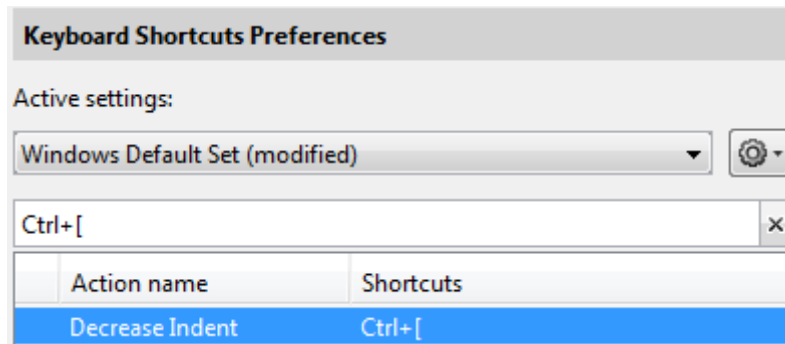 Keyboard Shortcuts Preferences
Active settings:
Windows Default Set (modified)
Ctrl+[
Action name Shortcuts
Decrease Indent Ctrl+[